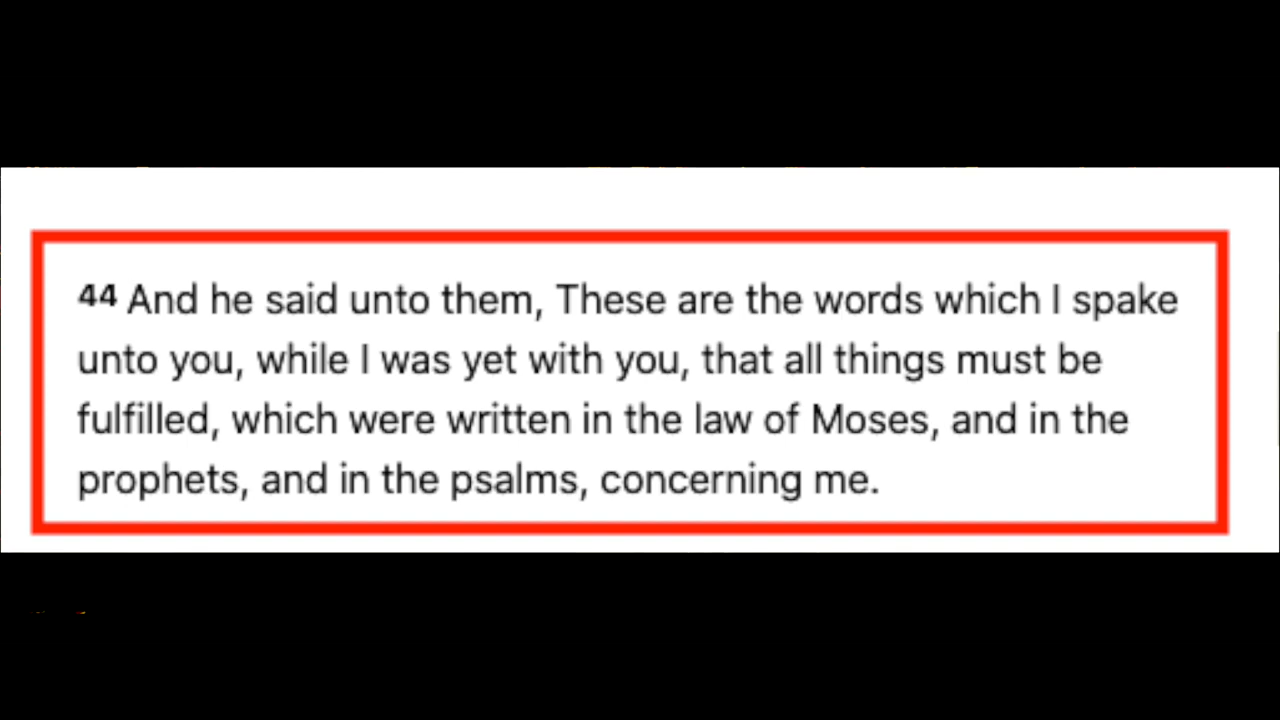 44 And he said unto them, These are the words which I spake
unto you, while I was yet with you, that all things must be
fulfilled, which were written in the law of Moses, and in the
prophets, and in the psalms, concerning me.